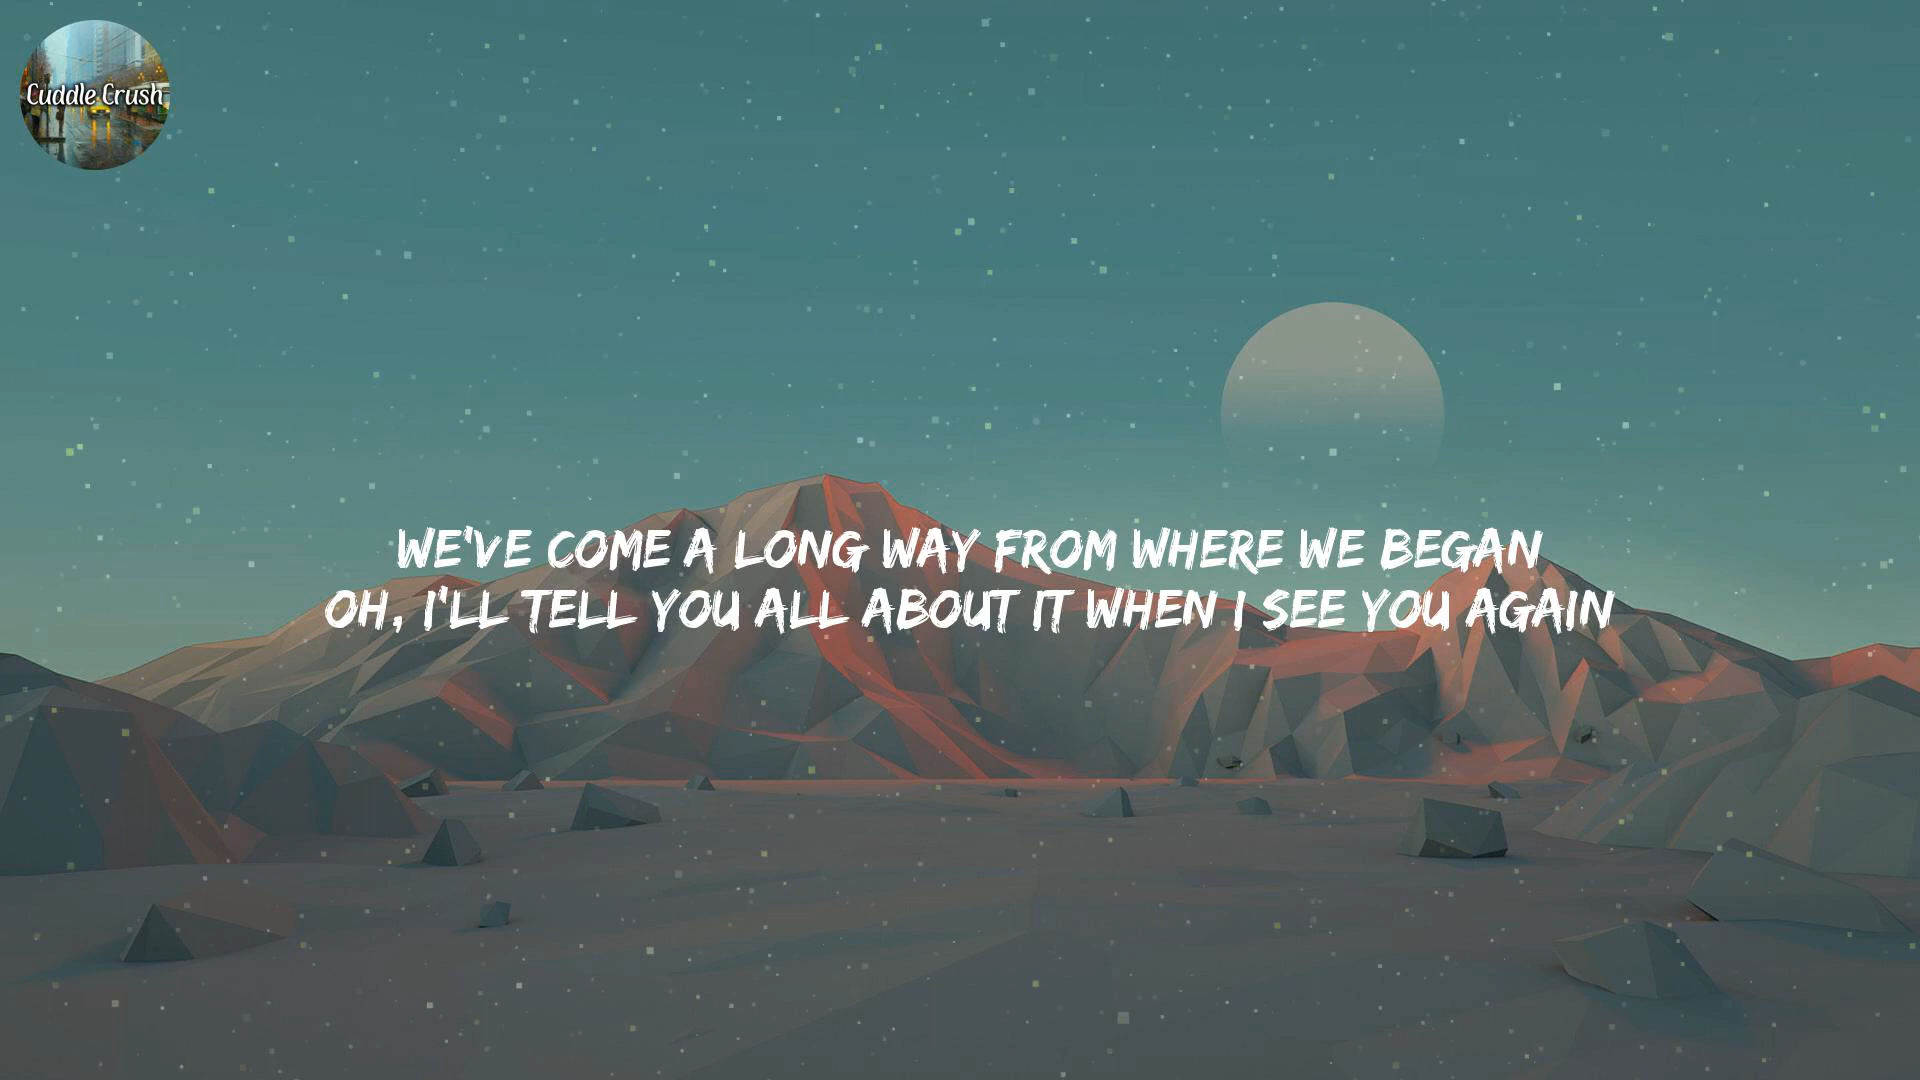 Cuddle Crush
WE'VE COME A LONG WAY FROM WHERE WE BEGAN
OH, I'LL TELL YOU ALL ABOUT IT WHEN I SEE YOU AGAIN